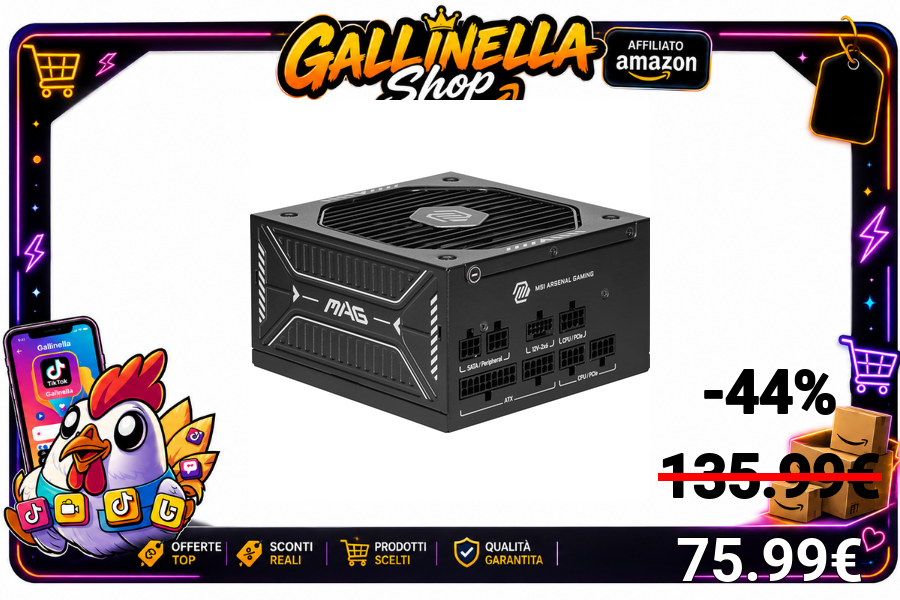 GALLINELLA
Shop
AFFILIATO
amazon
MAG
MSI ARSENAL GAMING
SATA / Peripheral
12V-2x6
CPU / PCIe
ATX
CPU / PCIe
Gallinella
TikTok
Gallinella
-44%
135.99€
75.99€
OFFERTE
TOP
SCONTI
REALI
PRODOTTI
SCELTI
QUALITÀ
GARANTITA